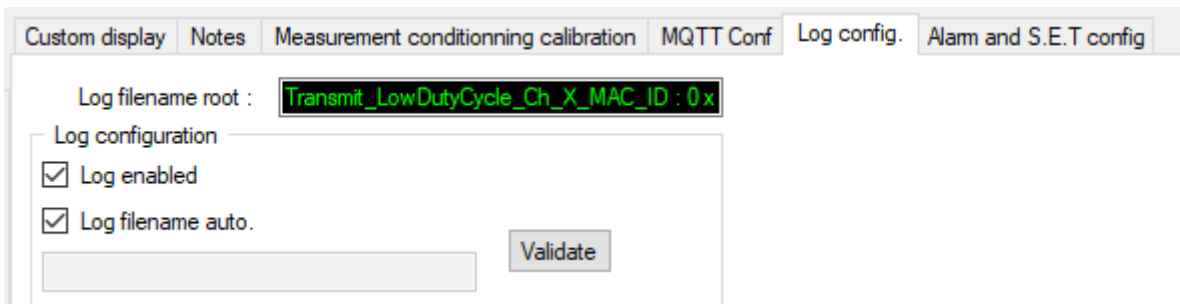 Custom display Notes Measurement conditionning calibration MQTT Conf Log config. Alarm and S.E.T config
Log filename root : Transmit_LowDutyCycle_Ch_X_MAC_ID : 0x
Log configuration
Log enabled
Log filename auto.
Validate